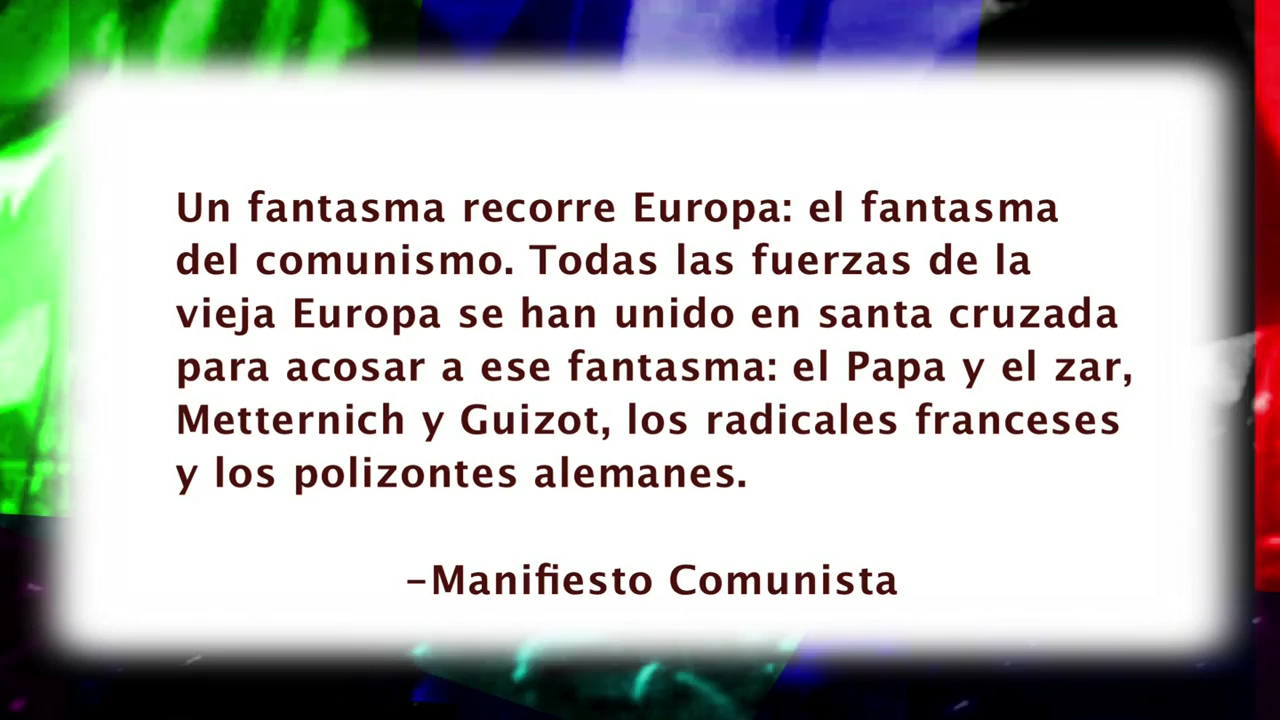 Un fantasma recorre Europa: el fantasma
del comunismo. Todas las fuerzas de la
vieja Europa se han unido en santa cruzada
para acosar a ese fantasma: el Papa y el zar,
Metternich y Guizot, los radicales franceses
y los polizontes alemanes.
–Manifiesto Comunista